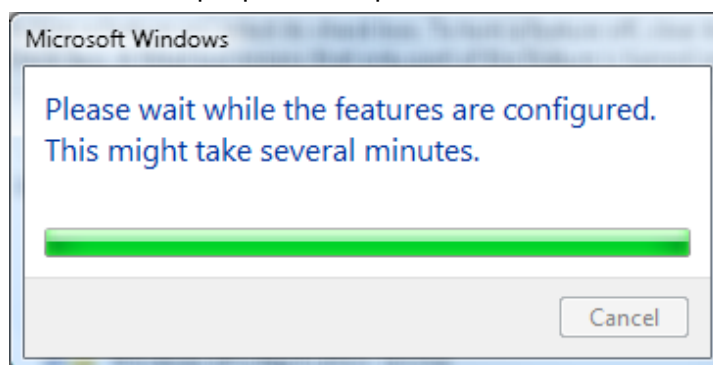 Microsoft Windows
Please wait while the features are configured.
This might take several minutes.
Cancel